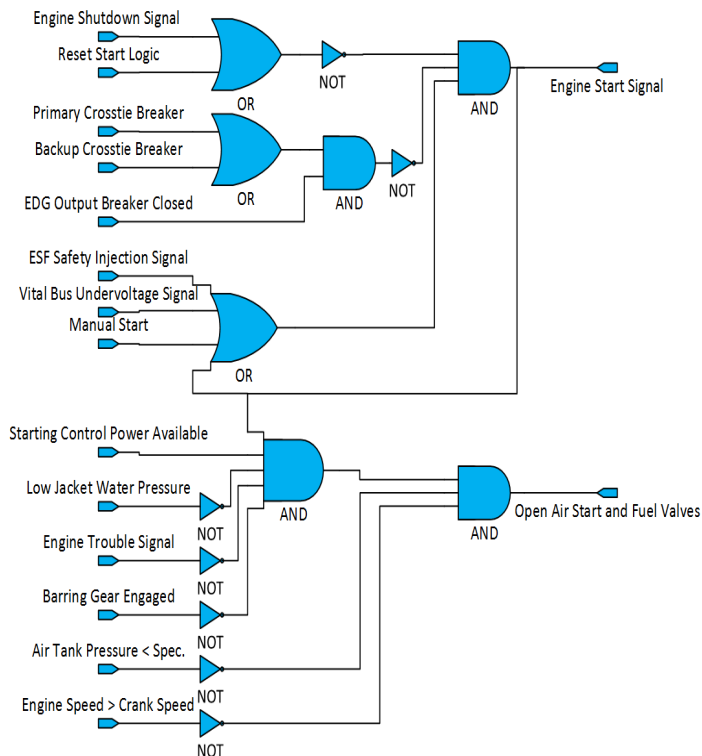 Engine Shutdown Signal
Reset Start Logic
NOT
OR
AND
Engine Start Signal
Primary Crosstie Breaker
Backup Crosstie Breaker
NOT
OR
AND
EDG Output Breaker Closed
ESF Safety Injection Signal
Vital Bus Undervoltage Signal
Manual Start
OR
Starting Control Power Available
Low Jacket Water Pressure
NOT
AND
AND
Open Air Start and Fuel Valves
Engine Trouble Signal
NOT
Barring Gear Engaged
NOT
Air Tank Pressure < Spec.
NOT
Engine Speed > Crank Speed
NOT